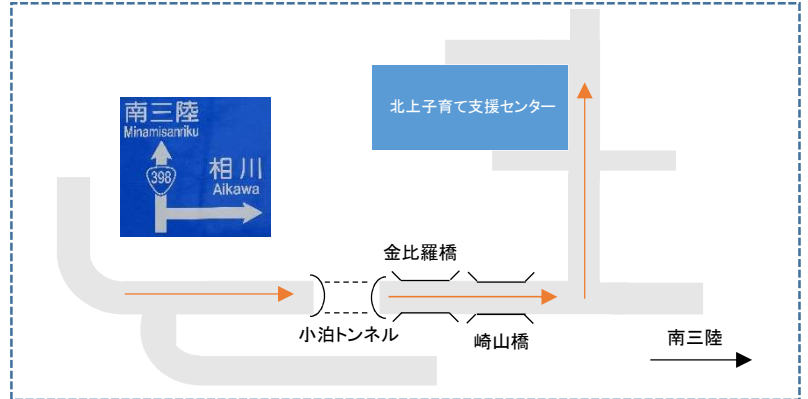 北上子育て支援センター
南三陸
Minamisanriku
398
相川
Aikawa
金比羅橋
小泊トンネル
崎山橋
南三陸